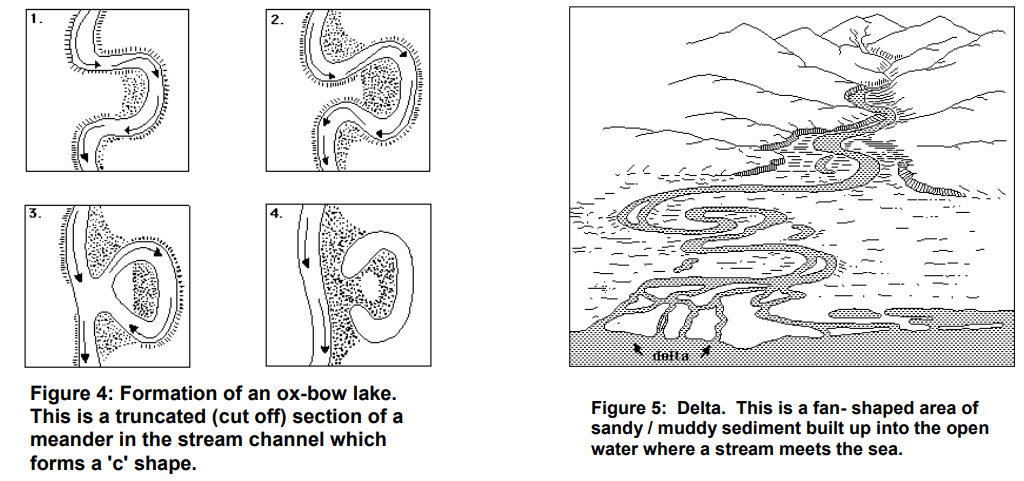 1.
2.
3.
4.
Figure 4: Formation of an ox-bow lake.
This is a truncated (cut off) section of a
meander in the stream channel which
forms a 'c' shape.
delta
Figure 5:  Delta.  This is a fan- shaped area of
sandy / muddy sediment built up into the open
water where a stream meets the sea.